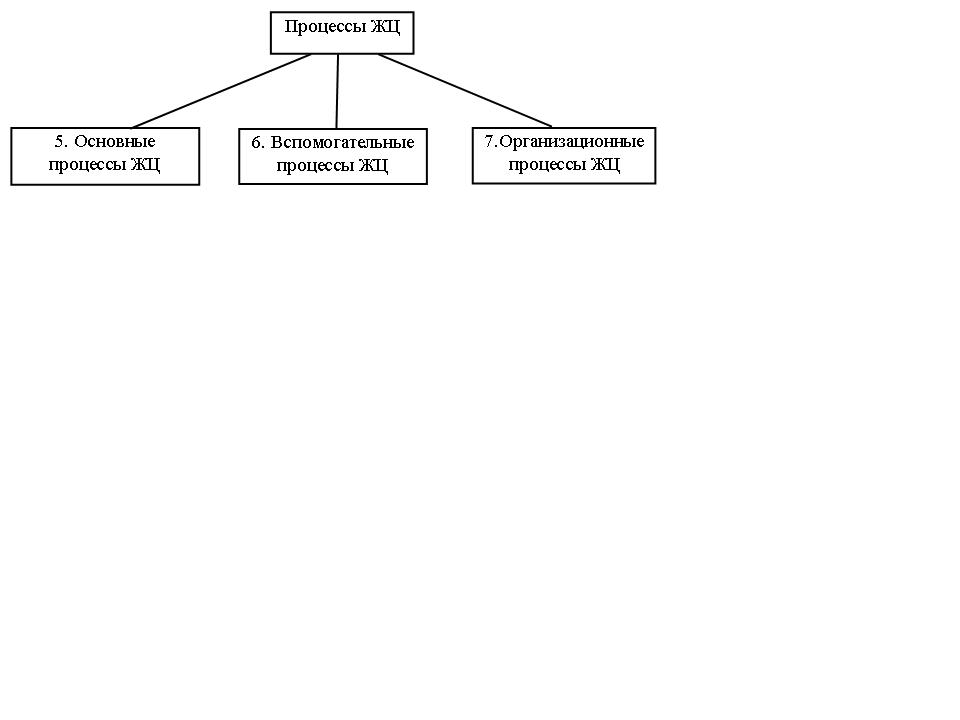 Процессы ЖЦ
5. Основные
процессы ЖЦ
6. Вспомогательные
процессы ЖЦ
7.Организационные
процессы ЖЦ